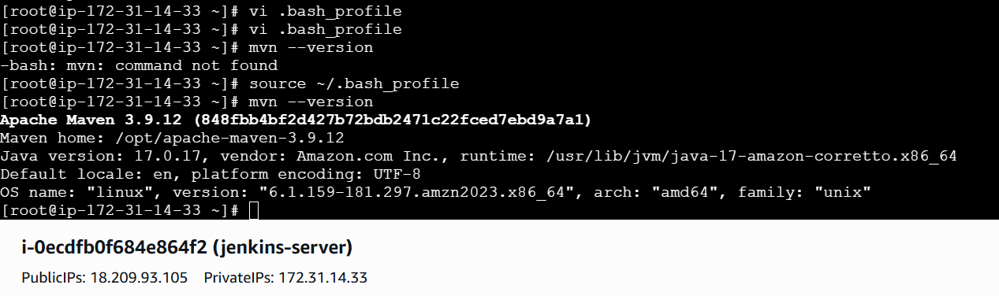 [root@ip-172-31-14-33 ~]# vi .bash_profile
[root@ip-172-31-14-33 ~]# vi .bash_profile
[root@ip-172-31-14-33 ~]# mvn --version
-bash: mvn: command not found
[root@ip-172-31-14-33 ~]# source ~/.bash_profile
[root@ip-172-31-14-33 ~]# mvn --version
Apache Maven 3.9.12 (848fbb4bf2d427b72bdb2471c22fced7ebd9a7a1)
Maven home: /opt/apache-maven-3.9.12
Java version: 17.0.17, vendor: Amazon.com Inc., runtime: /usr/lib/jvm/java-17-amazon-corretto.x86_64
Default locale: en, platform encoding: UTF-8
OS name: "linux", version: "6.1.159-181.297.amzn2023.x86_64", arch: "amd64", family: "unix"
[root@ip-172-31-14-33 ~]#
i-0ecdfb0f684e864f2 (jenkins-server)
PublicIPs: 18.209.93.105 PrivateIPs: 172.31.14.33